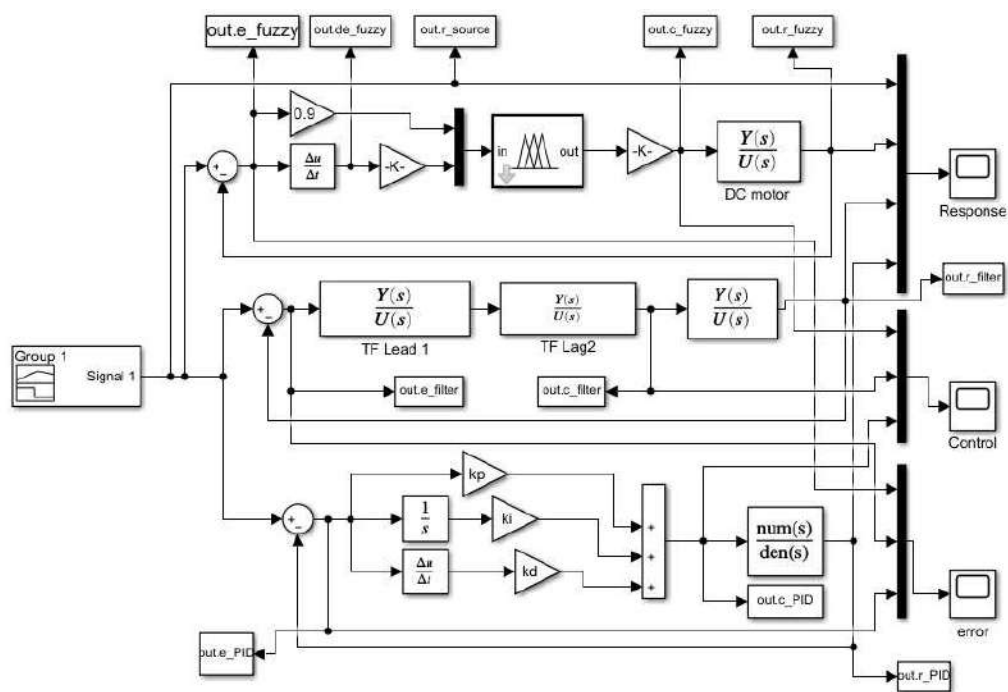 out.e_fuzzy
out.de_fuzzy
out.r_source
out.c_fuzzy
out.r_fuzzy
0.9
+
-
Δu
Δt
-K-
in
out
-K-
Y(s)
U(s)
DC motor
Response
out.r_filter
+
-
Y(s)
U(s)
TF Lead 1
Y(s)
U(s)
TF Lag2
Y(s)
U(s)
Group 1
Signal 1
out.e_filter
out.c_filter
Control
kp
+
-
1
s
ki
Δu
Δt
kd
+
+
+
num(s)
den(s)
out.c_PID
error
out.e_PID
out.r_PID